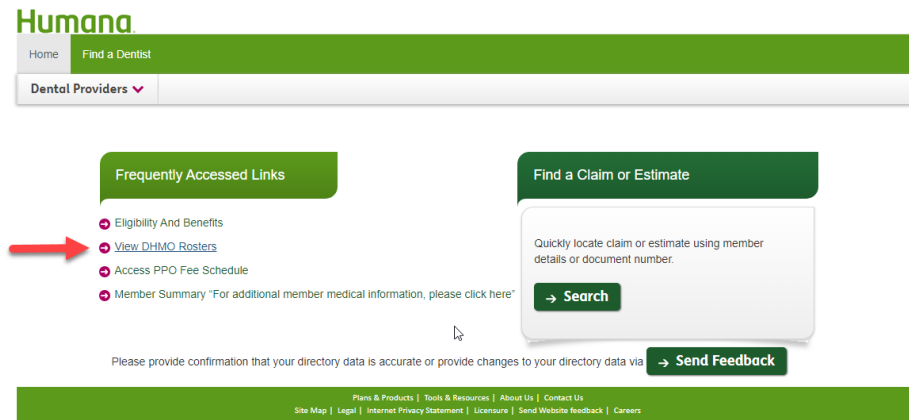 Humana
Home Find a Dentist
Dental Providers
Frequently Accessed Links
Eligibility And Benefits
View DHMO Rosters
Access PPO Fee Schedule
Member Summary "For additional member medical information, please click here"
Find a Claim or Estimate
Quickly locate claim or estimate using member
details or document number.
Search
Please provide confirmation that your directory data is accurate or provide changes to your directory data via Send Feedback
Plans & Products | Tools & Resources | About Us | Contact Us
Site Map | Legal | Internet Privacy Statement | Licensure | Send Website feedback | Careers